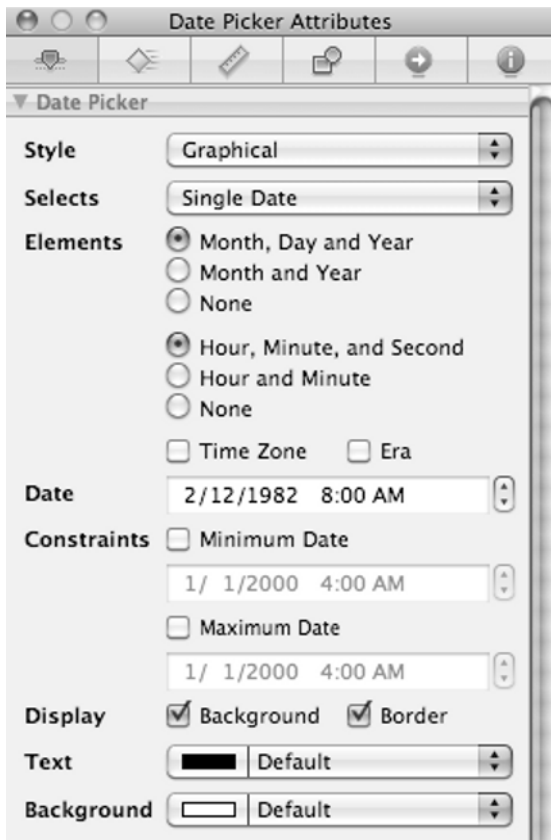 Date Picker Attributes
Date Picker
Style Graphical
Selects Single Date
Elements Month, Day and Year
Month and Year
None
Hour, Minute, and Second
Hour and Minute
None
Time Zone Era
Date 2/12/1982 8:00 AM
Constraints Minimum Date
1/ 1/2000 4:00 AM
Maximum Date
1/ 1/2000 4:00 AM
Display Background Border
Text Default
Background Default